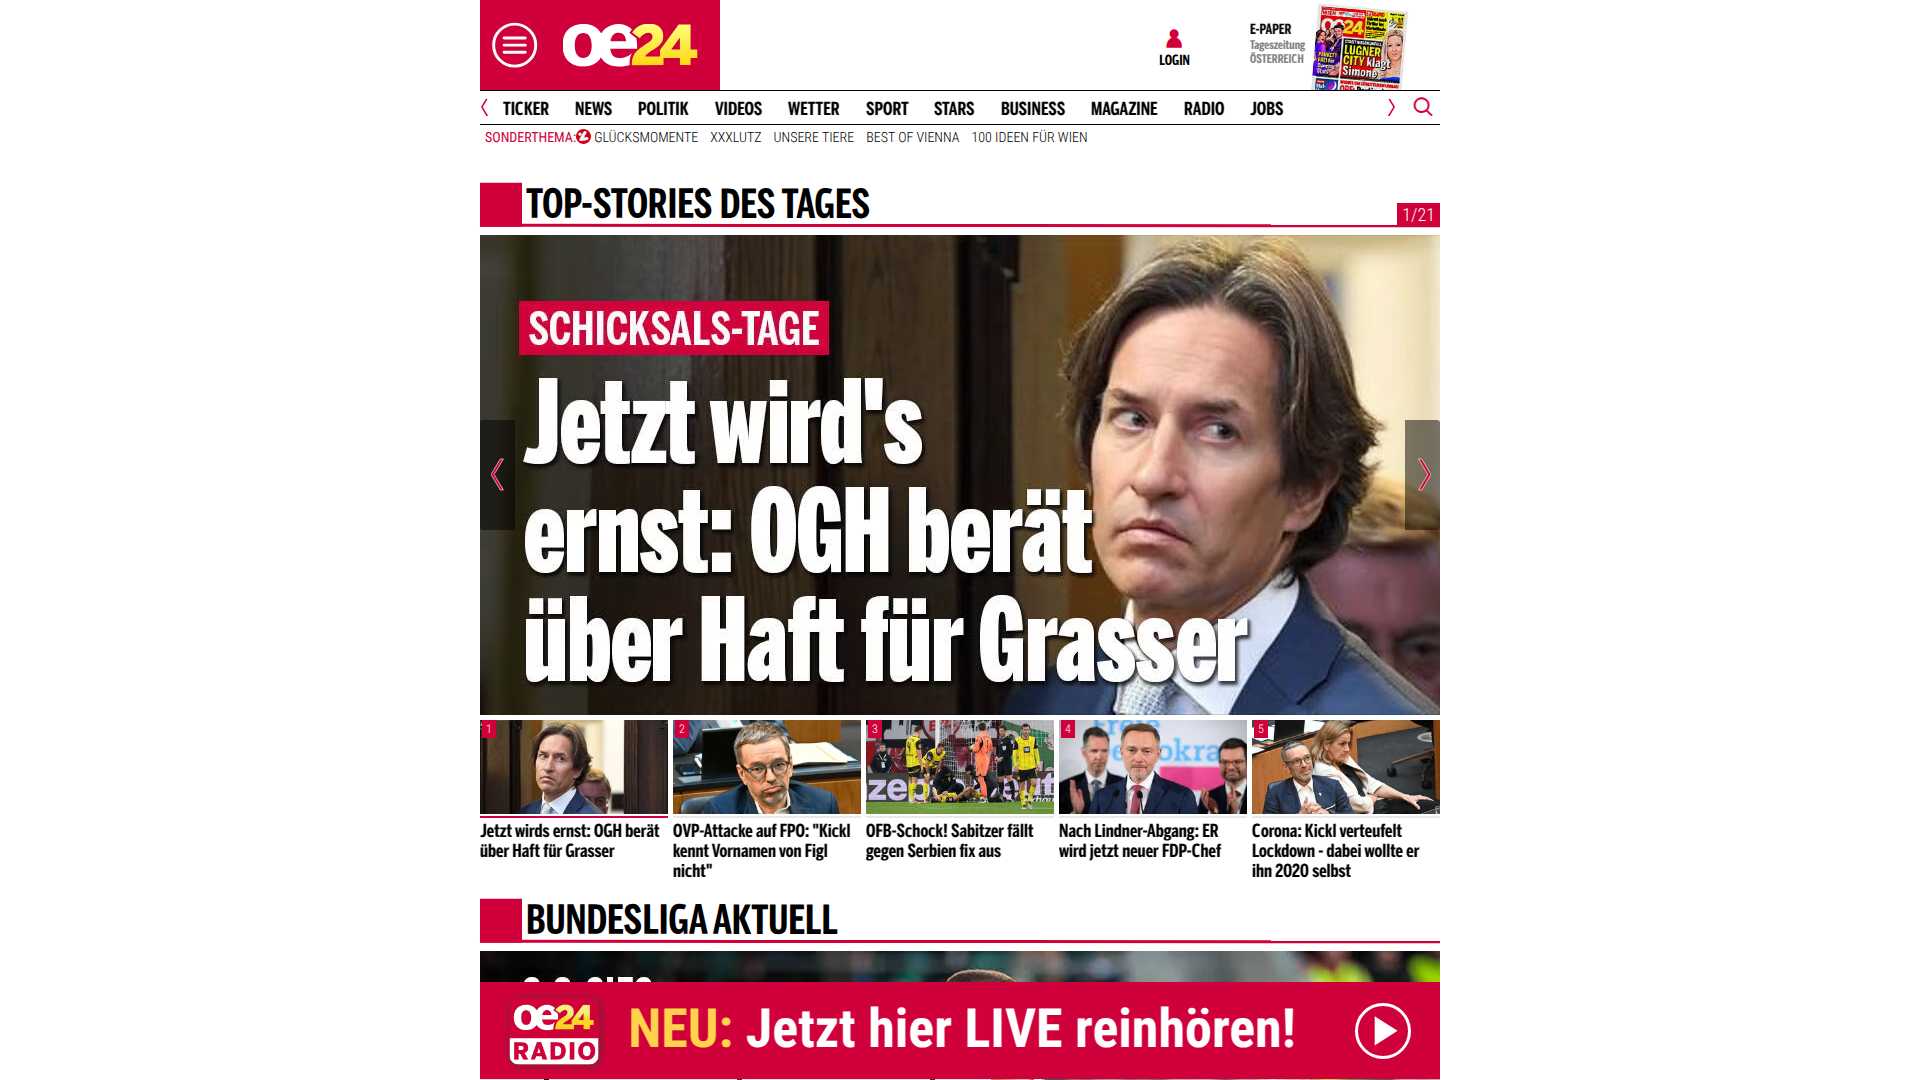 oe24
LOGIN
E-PAPER
Tageszeitung
ÖSTERREICH
oe24
LUGNER
CITY klagt
Simone
TICKER NEWS POLITIK VIDEOS WETTER SPORT STARS BUSINESS MAGAZINE RADIO JOBS
SONDERTHEMA: GLÜCKSMOMENTE XXXLUTZ UNSERE TIERE BEST OF VIENNA 100 IDEEN FÜR WIEN
TOP-STORIES DES TAGES
1/21
SCHICKSALS-TAGE
Jetzt wird's
ernst: OGH berät
über Haft für Grasser
1
Jetzt wirds ernst: OGH berät
über Haft für Grasser
2
ÖVP-Attacke auf FPÖ: "Kickl
kennt Vornamen von Figl
nicht"
3
ÖFB-Schock! Sabitzer fällt
gegen Serbien fix aus
4
Nach Lindner-Abgang: ER
wird jetzt neuer FDP-Chef
5
Corona: Kickl verteufelt
Lockdown - dabei wollte er
ihn 2020 selbst
BUNDESLIGA AKTUELL
oe24
RADIO
NEU: Jetzt hier LIVE reinhören!